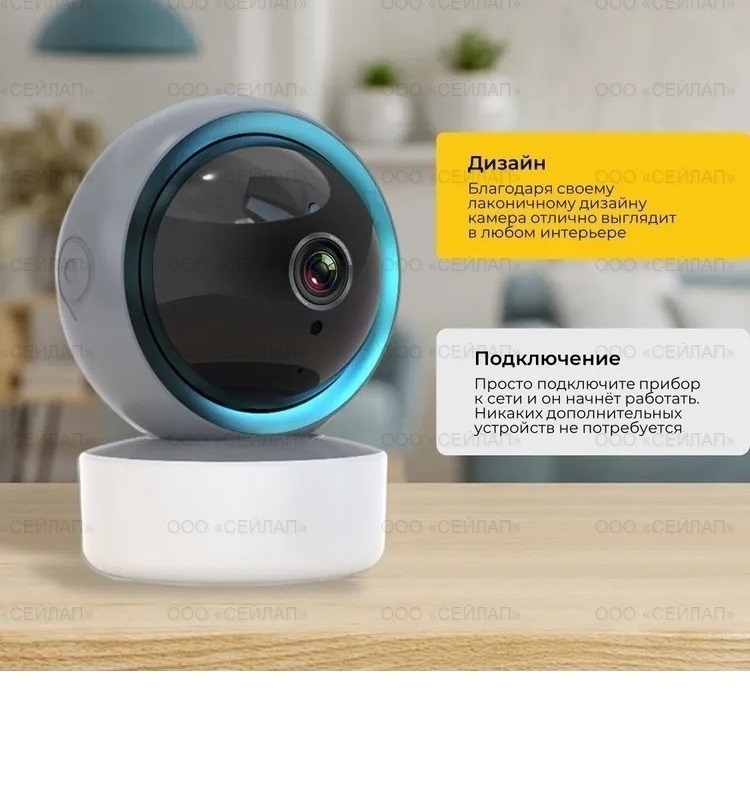 Дизайн
Благодаря своему
лаконичному дизайну
камера отлично выглядит
в любом интерьере
Подключение
Просто подключите прибор
к сети и он начнёт работать.
Никаких дополнительных
устройств не потребуется
ООО «СЕЙЛАП»